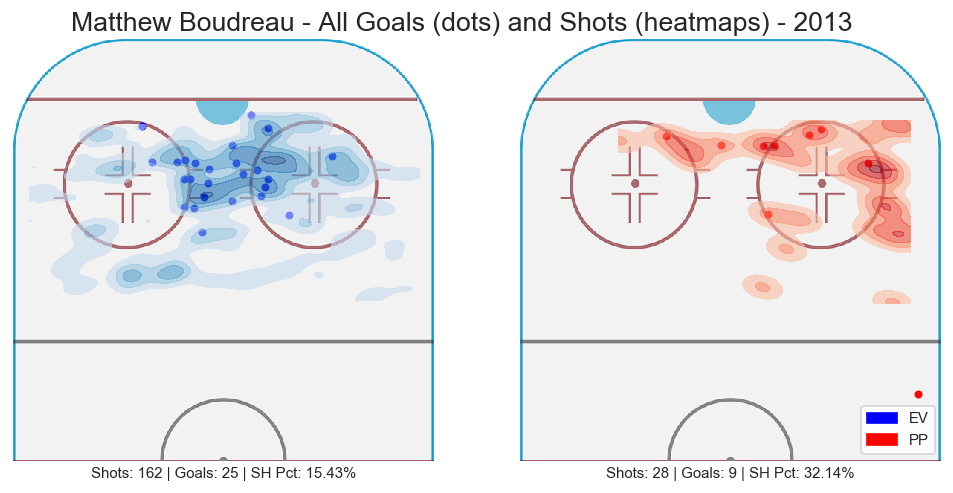 Matthew Boudreau - All Goals (dots) and Shots (heatmaps) - 2013
EV
PP
Shots: 162 | Goals: 25 | SH Pct: 15.43%
Shots: 28 | Goals: 9 | SH Pct: 32.14%